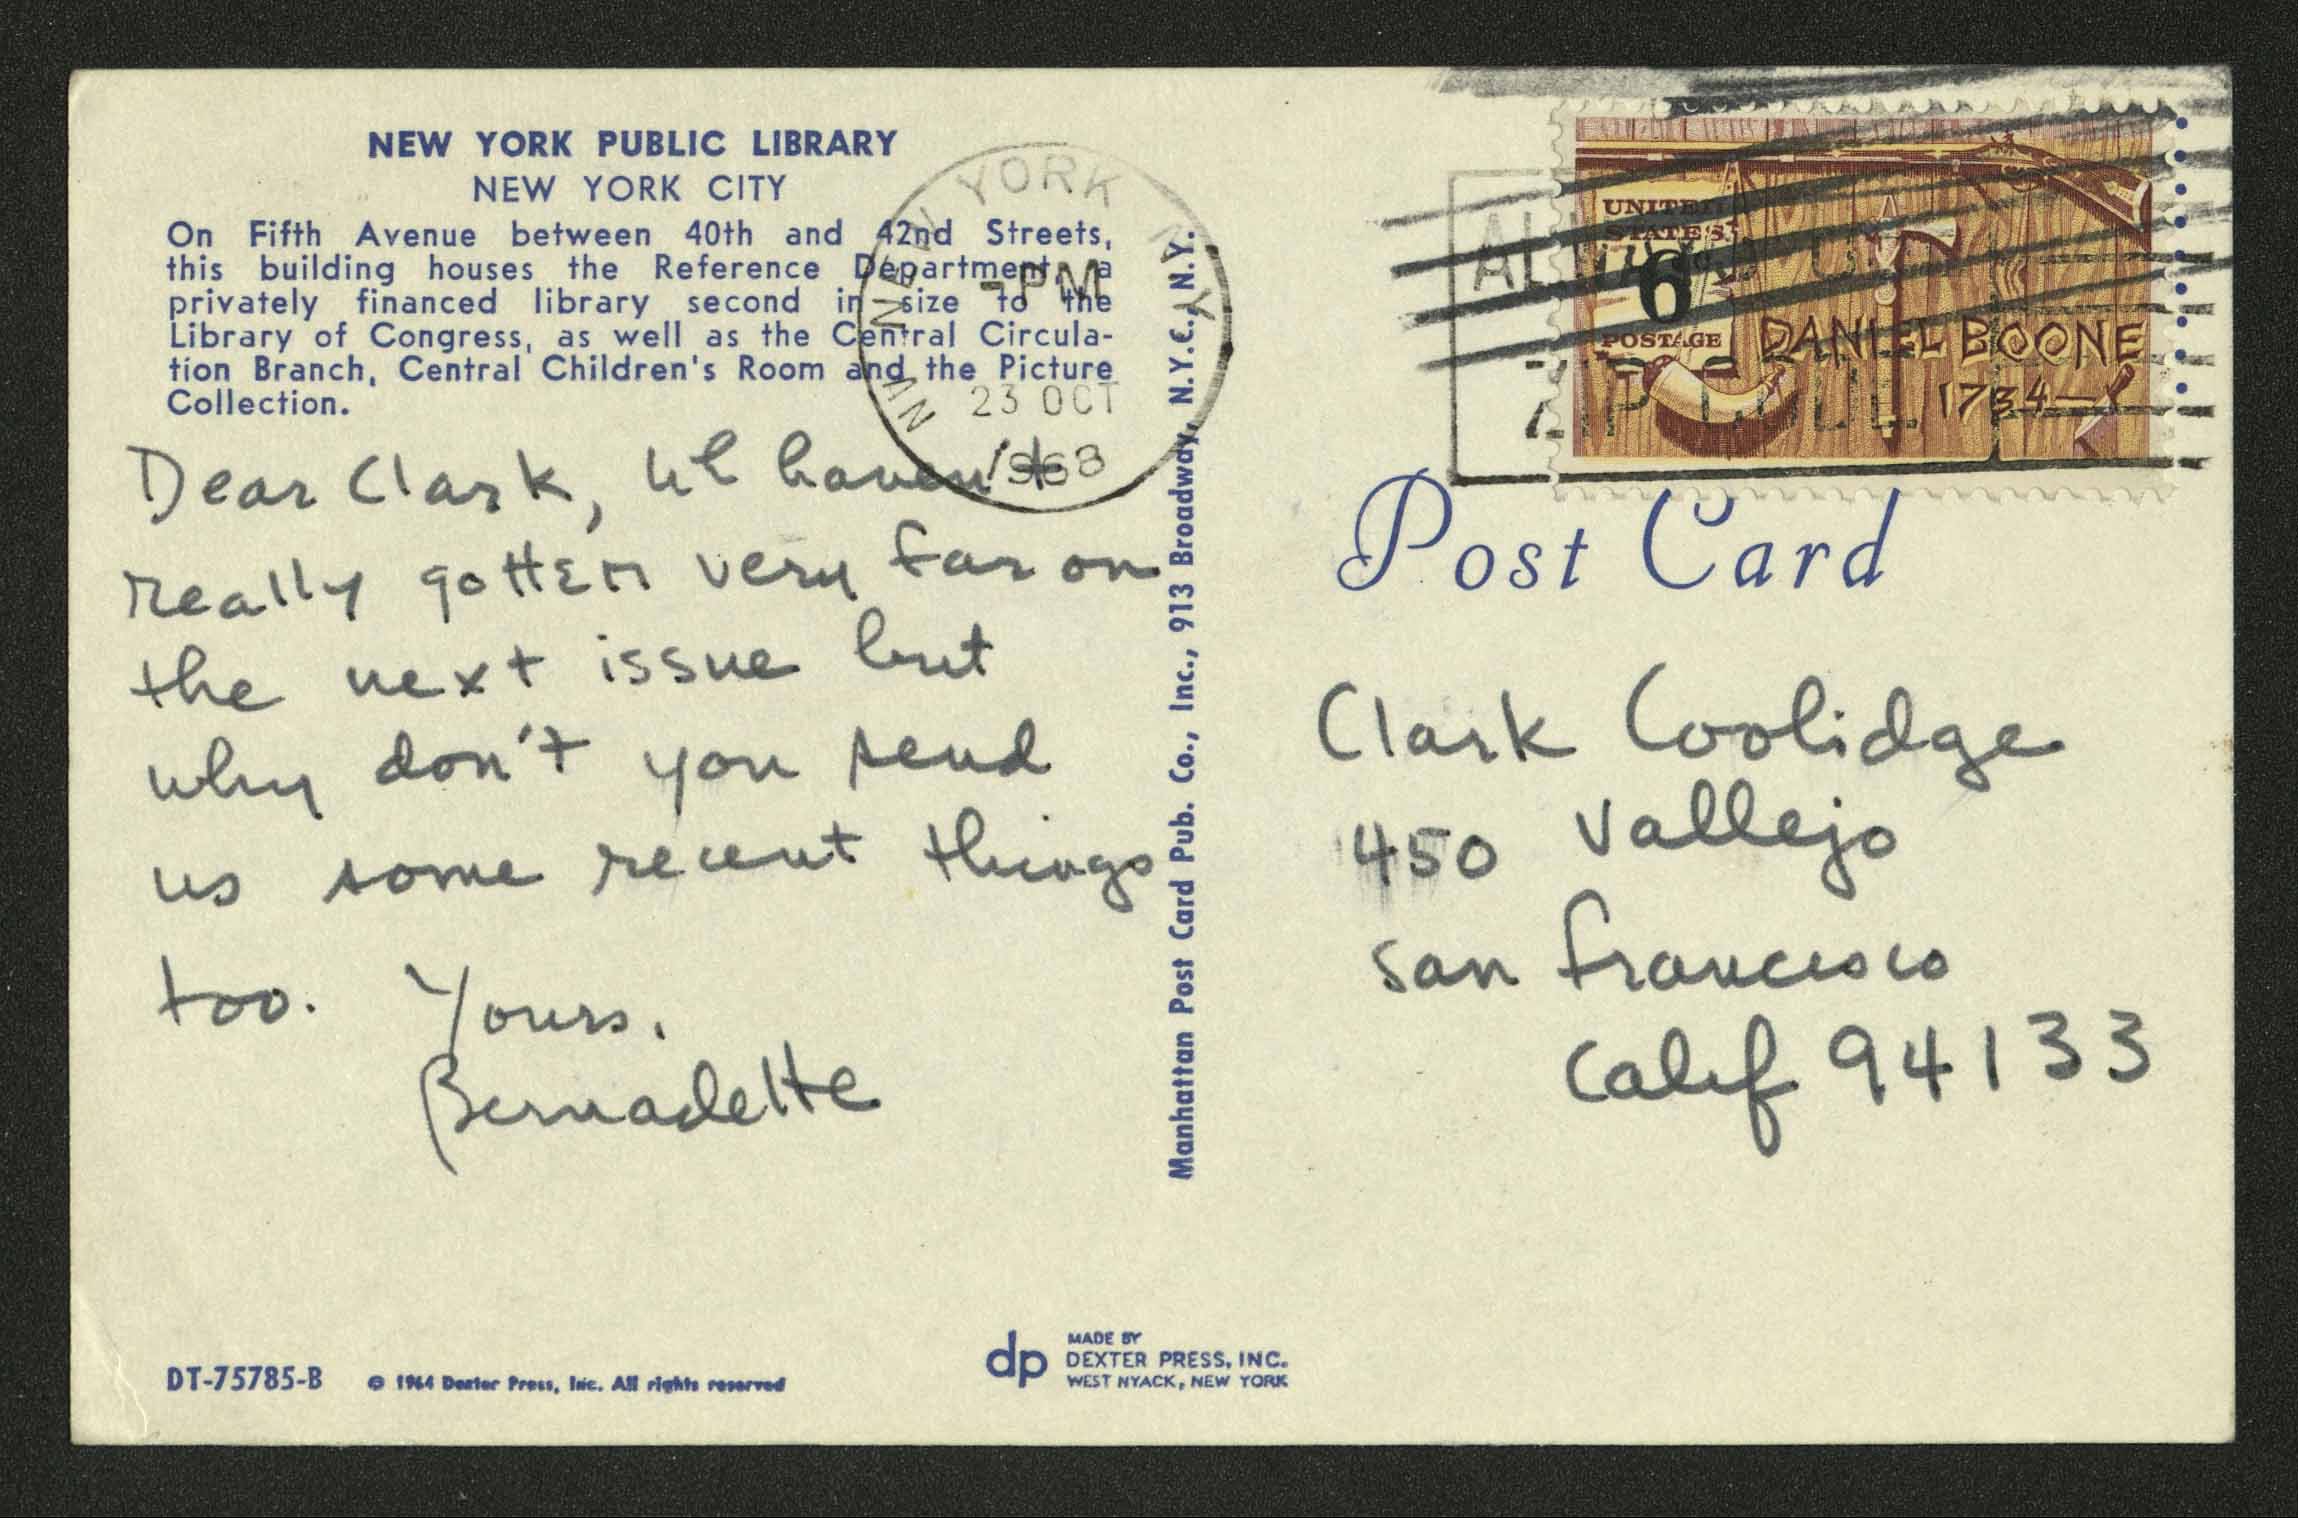 NEW YORK PUBLIC LIBRARY
NEW YORK CITY
On Fifth Avenue between 40th and 42nd Streets,
this building houses the Reference Department, a
privately financed library second in size to the
Library of Congress, as well as the Central Circula-
tion Branch, Central Children's Room and the Picture
Collection.
Dear Clark, We haven't
really gotten very far on
the next issue but
why don't you send
us some recent things
too. Yours,
Bernadette
DT-75785-B © 1964 Dexter Press, Inc. All rights reserved
dp
MADE BY
DEXTER PRESS, INC.
WEST NYACK, NEW YORK
Manhattan Post Card Pub. Co., Inc., 913 Broadway, N.Y.C., N.Y.
NEW YORK N Y
PM
23 OCT
1968
UNITED
STATES
6c
POSTAGE
DANIEL BOONE
1734
ZIP CODE
Post Card
Clark Coolidge
450 Vallejo
San Francisco
Calif 94133